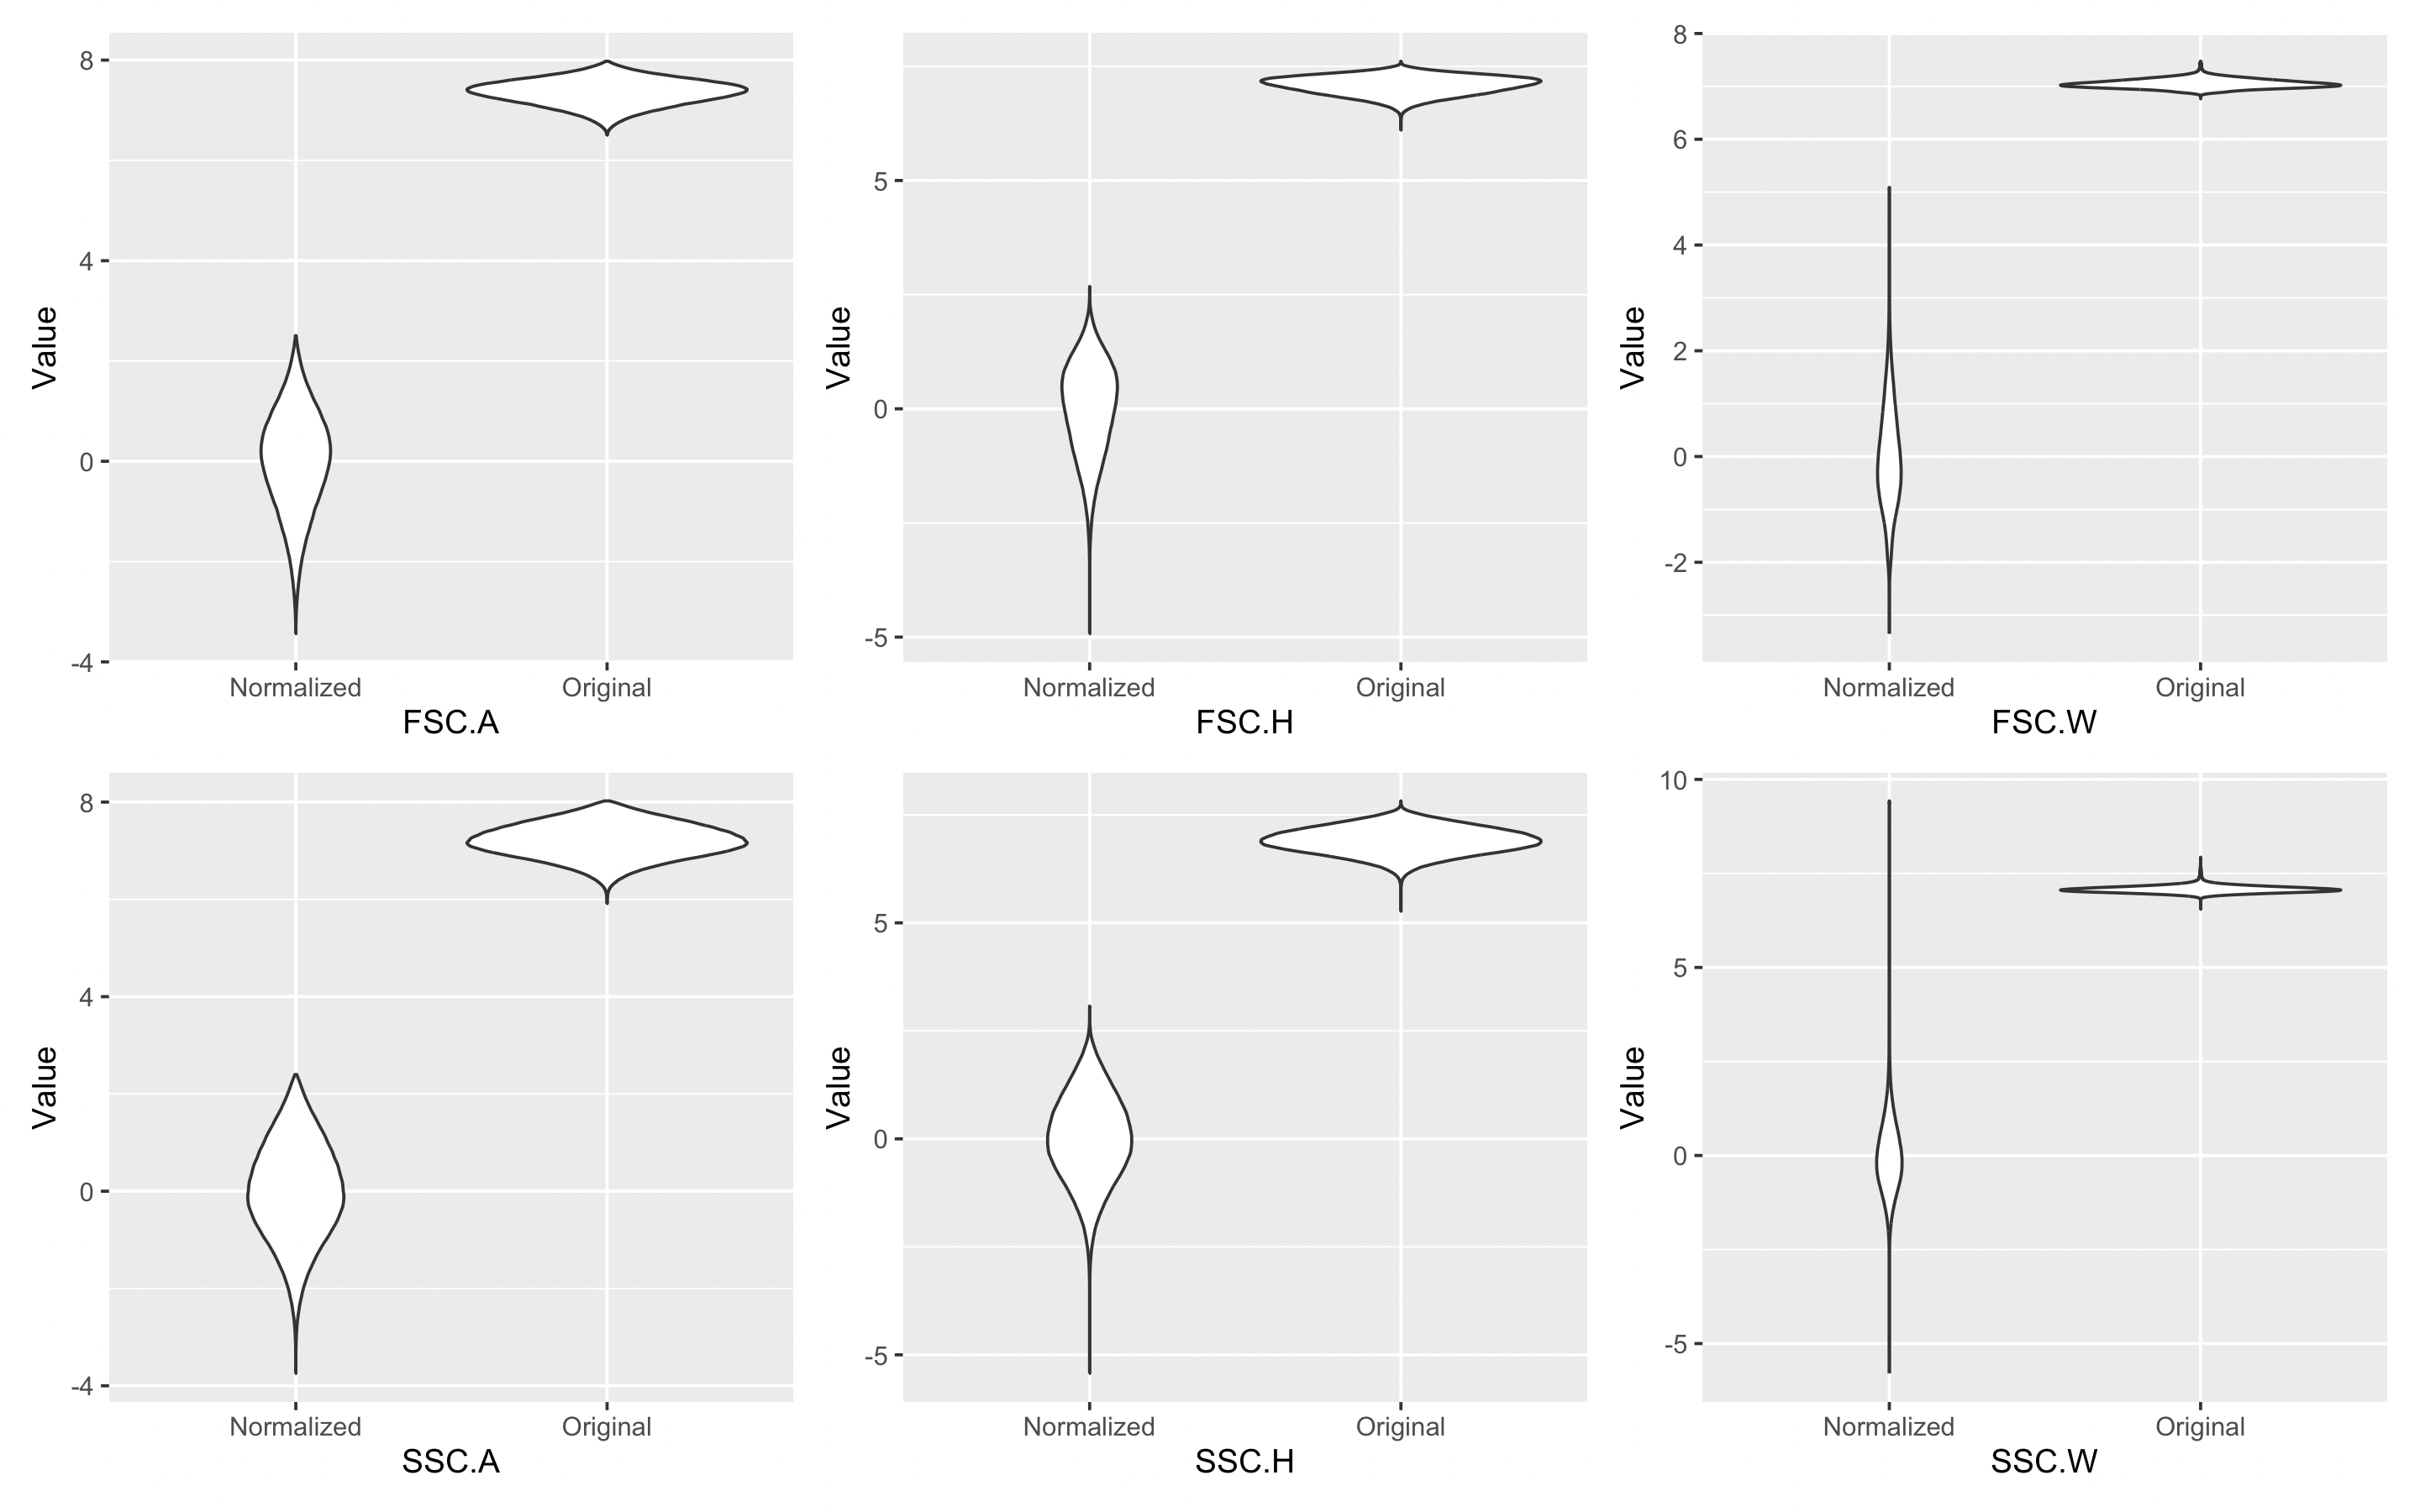 8
4
0
-4
Value
Normalized Original
FSC.A
5
0
-5
Value
Normalized Original
FSC.H
8
6
4
2
0
-2
Value
Normalized Original
FSC.W
8
4
0
-4
Value
Normalized Original
SSC.A
5
0
-5
Value
Normalized Original
SSC.H
10
5
0
-5
Value
Normalized Original
SSC.W